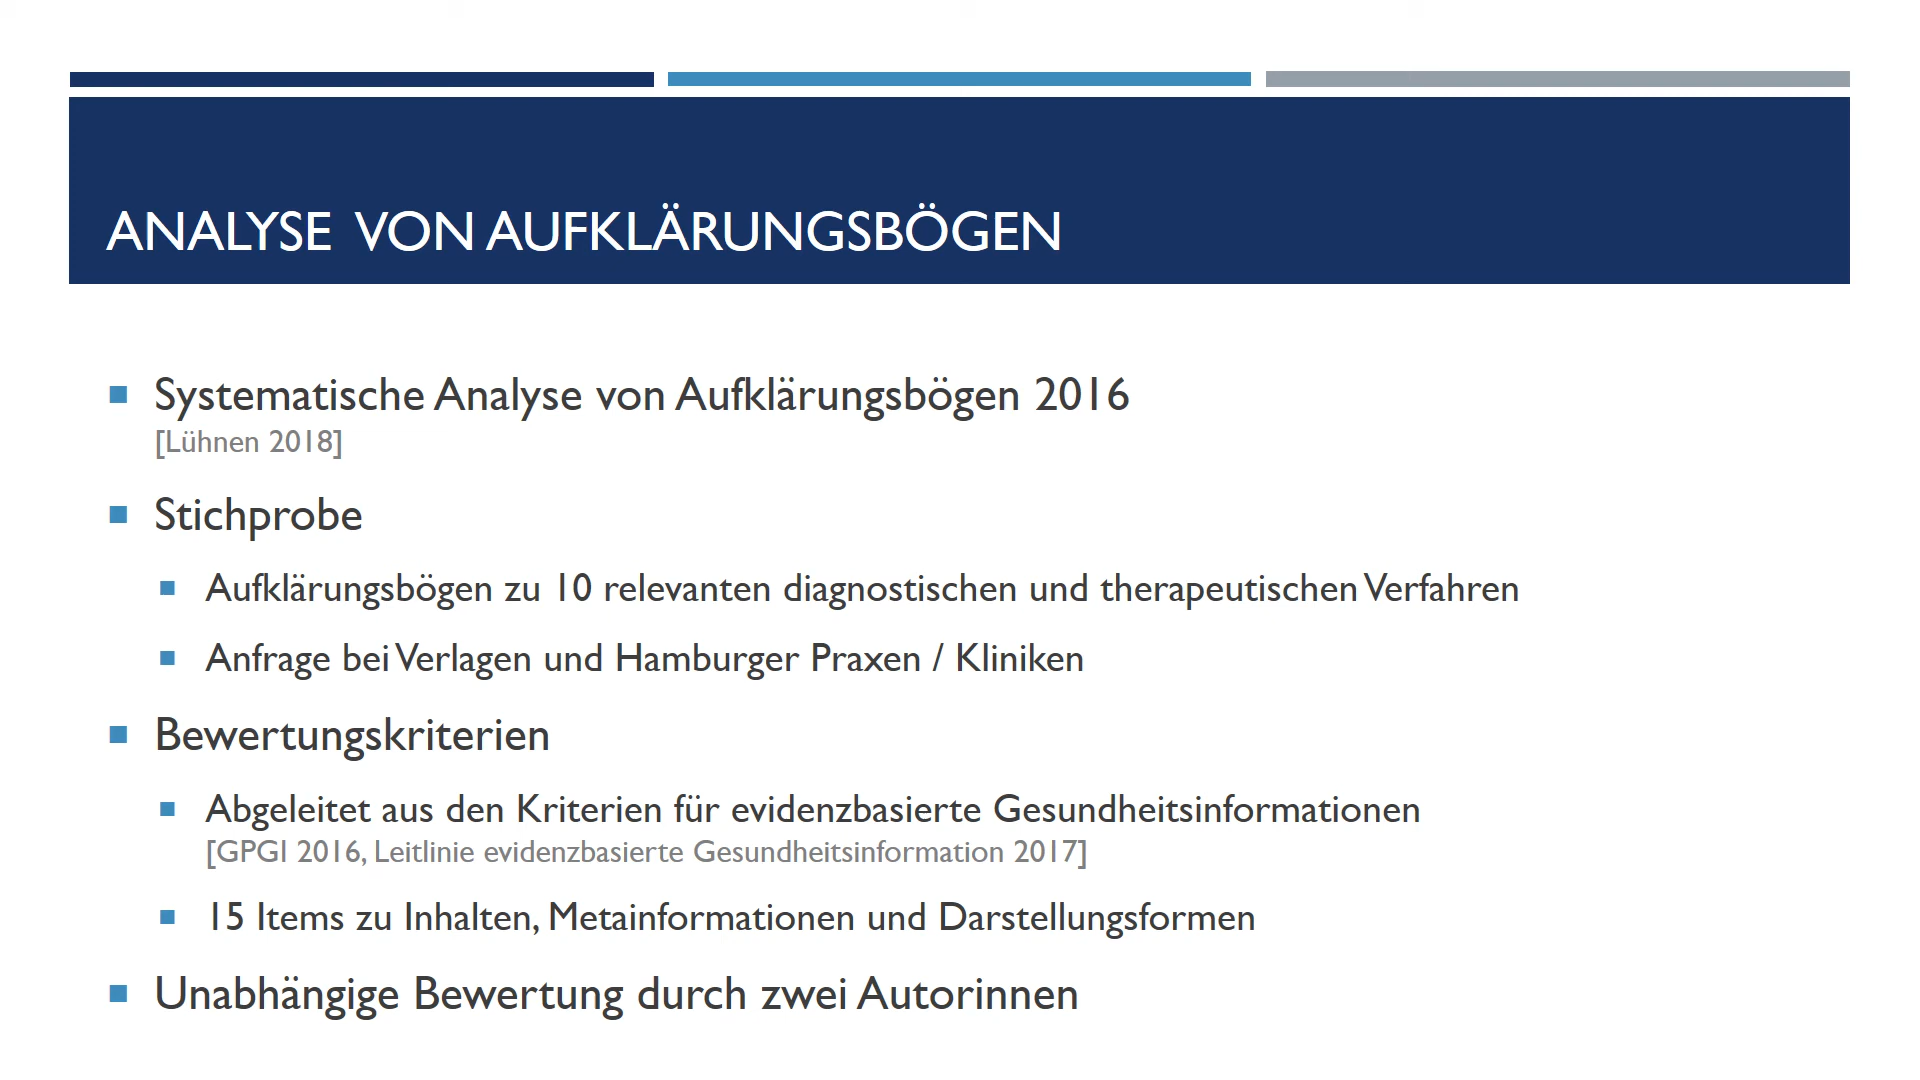 ANALYSE VON AUFKLÄRUNGSBÖGEN
Systematische Analyse von Aufklärungsbögen 2016
[Lühnen 2018]
Stichprobe
Aufklärungsbögen zu 10 relevanten diagnostischen und therapeutischen Verfahren
Anfrage bei Verlagen und Hamburger Praxen / Kliniken
Bewertungskriterien
Abgeleitet aus den Kriterien für evidenzbasierte Gesundheitsinformationen
[GPGI 2016, Leitlinie evidenzbasierte Gesundheitsinformation 2017]
15 Items zu Inhalten, Metainformationen und Darstellungsformen
Unabhängige Bewertung durch zwei Autorinnen